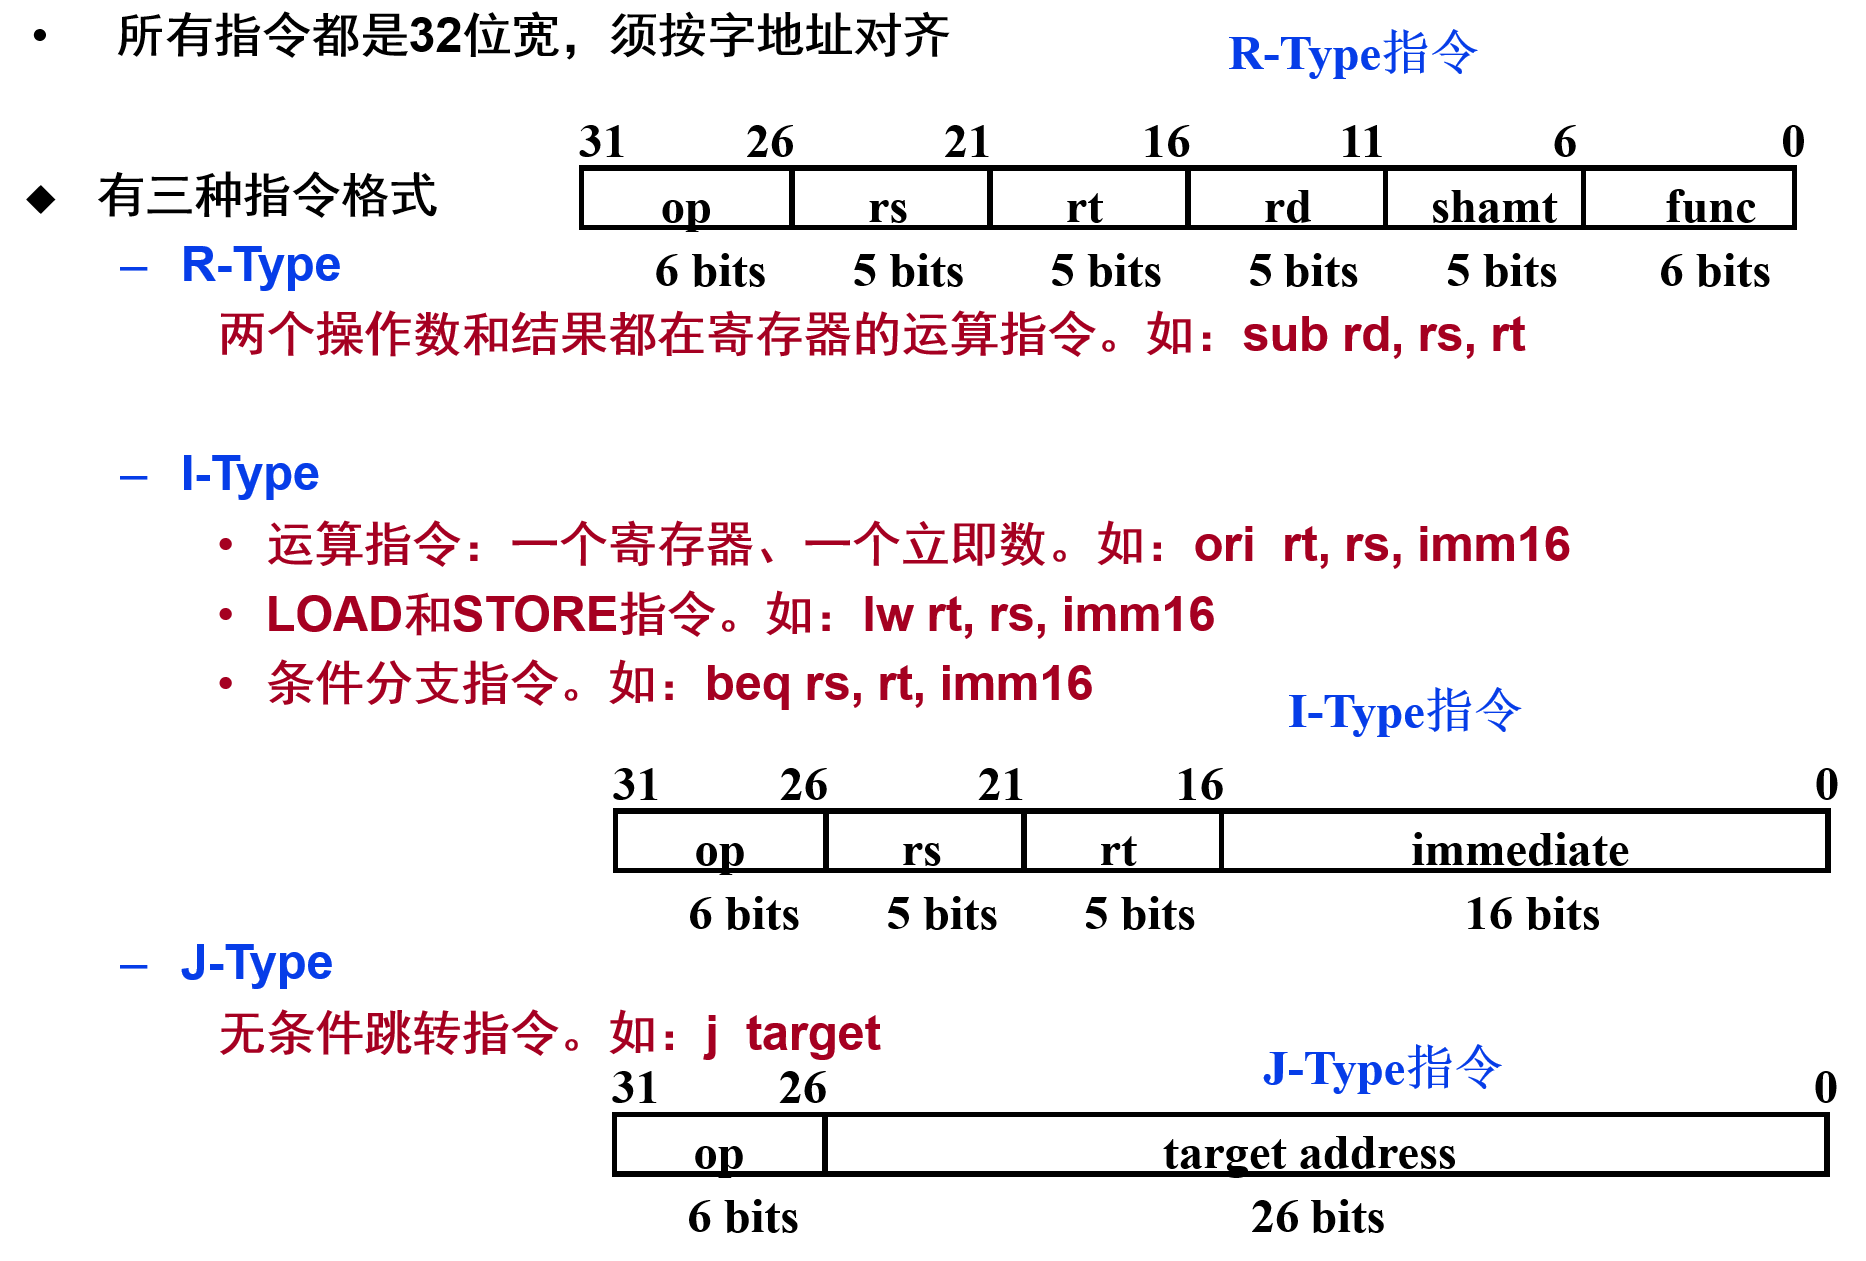 • 所有指令都是32位宽，须按字地址对齐
R-Type指令
31 26 21 16 11 6 0
◆ 有三种指令格式
op rs rt rd shamt func
– R-Type
6 bits 5 bits 5 bits 5 bits 5 bits 6 bits
两个操作数和结果都在寄存器的运算指令。如：sub rd, rs, rt
– I-Type
• 运算指令：一个寄存器、一个立即数。如：ori rt, rs, imm16
• LOAD和STORE指令。如：lw rt, rs, imm16
• 条件分支指令。如：beq rs, rt, imm16
I-Type指令
31 26 21 16 0
op rs rt immediate
6 bits 5 bits 5 bits 16 bits
– J-Type
无条件跳转指令。如：j target
J-Type指令
31 26 0
op target address
6 bits 26 bits